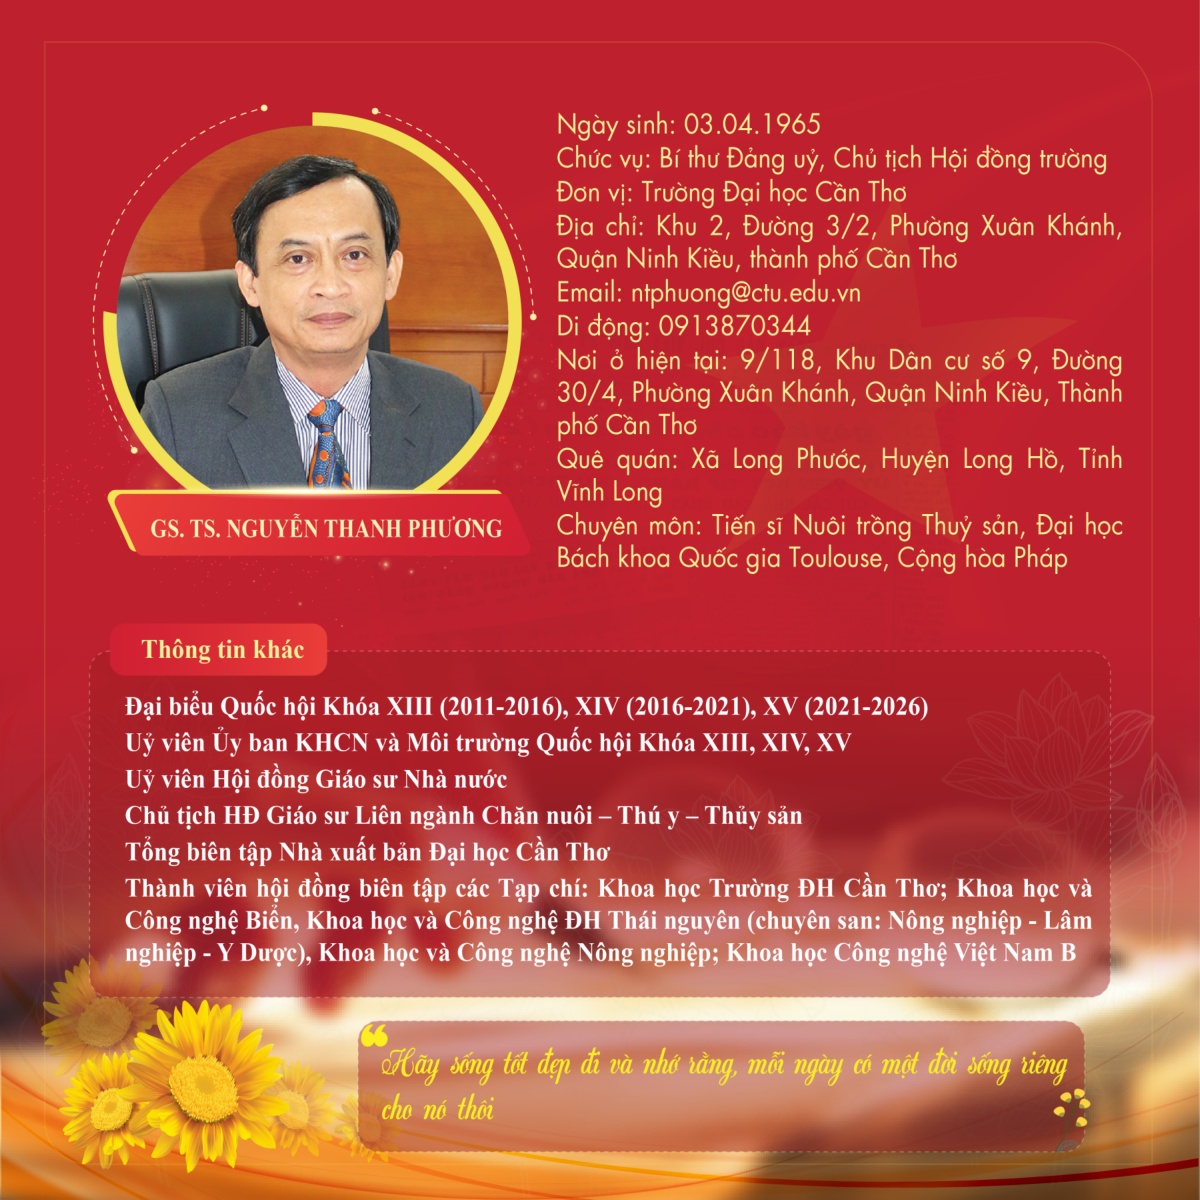 Ngày sinh: 03.04.1965
Chức vụ: Bí thư Đảng uỷ, Chủ tịch Hội đồng trường
Đơn vị: Trường Đại học Cần Thơ
Địa chỉ: Khu 2, Đường 3/2, Phường Xuân Khánh,
Quận Ninh Kiều, thành phố Cần Thơ
Email: ntphuong@ctu.edu.vn
Di động: 0913870344
Nơi ở hiện tại: 9/118, Khu Dân cư số 9, Đường
30/4, Phường Xuân Khánh, Quận Ninh Kiều, Thành
phố Cần Thơ
Quê quán: Xã Long Phước, Huyện Long Hồ, Tỉnh
Vĩnh Long
Chuyên môn: Tiến sĩ Nuôi trồng Thuỷ sản, Đại học
Bách khoa Quốc gia Toulouse, Cộng hòa Pháp
GS. TS. NGUYỄN THANH PHƯƠNG
Thông tin khác
Đại biểu Quốc hội Khóa XIII (2011-2016), XIV (2016-2021), XV (2021-2026)
Uỷ viên Ủy ban KHCN và Môi trường Quốc hội Khóa XIII, XIV, XV
Uỷ viên Hội đồng Giáo sư Nhà nước
Chủ tịch HĐ Giáo sư Liên ngành Chăn nuôi – Thú y – Thủy sản
Tổng biên tập Nhà xuất bản Đại học Cần Thơ
Thành viên hội đồng biên tập các Tạp chí: Khoa học Trường ĐH Cần Thơ; Khoa học và
Công nghệ Biển, Khoa học và Công nghệ ĐH Thái nguyên (chuyên san: Nông nghiệp - Lâm
nghiệp - Y Dược), Khoa học và Công nghệ Nông nghiệp; Khoa học Công nghệ Việt Nam B
“Hãy sống tốt đẹp đi và nhớ rằng, mỗi ngày có một đời sống riêng
cho nó thôi